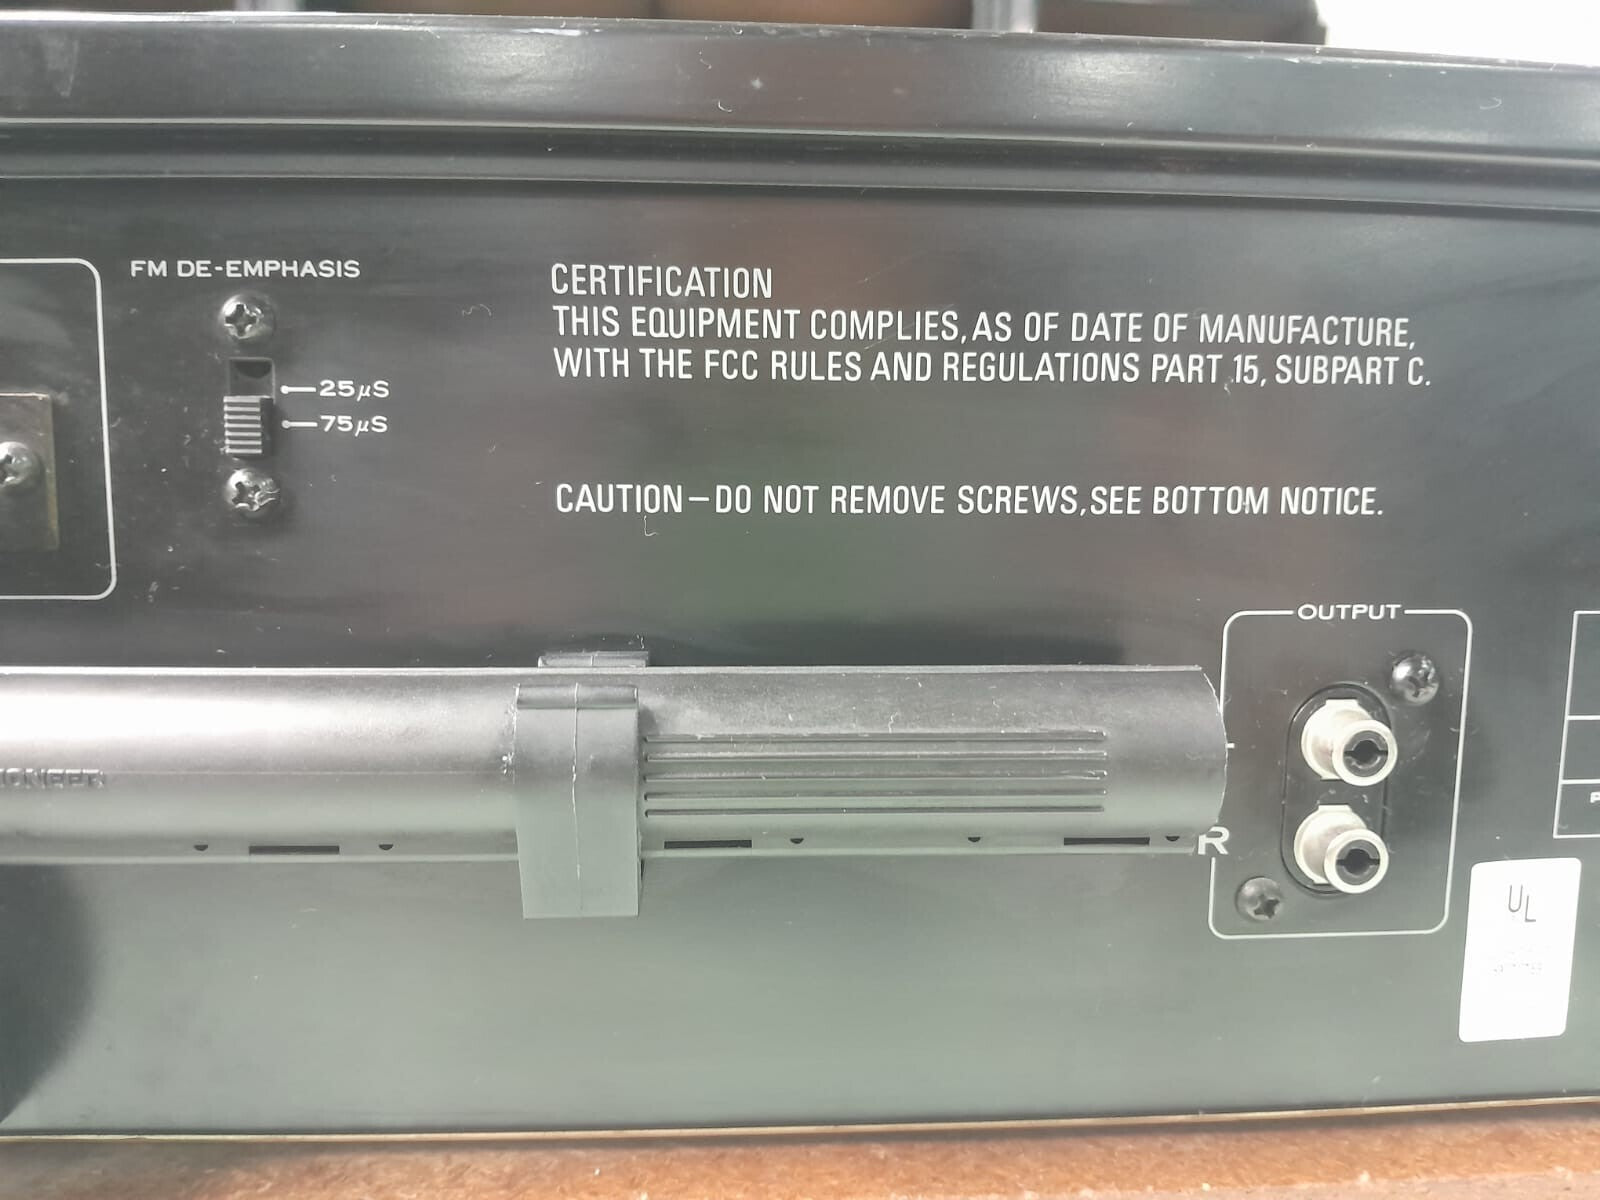 FM DE-EMPHASIS
25µS
75µS
CERTIFICATION
THIS EQUIPMENT COMPLIES, AS OF DATE OF MANUFACTURE,
WITH THE FCC RULES AND REGULATIONS PART 15, SUBPART C.
CAUTION – DO NOT REMOVE SCREWS, SEE BOTTOM NOTICE.
OUTPUT
R
UL